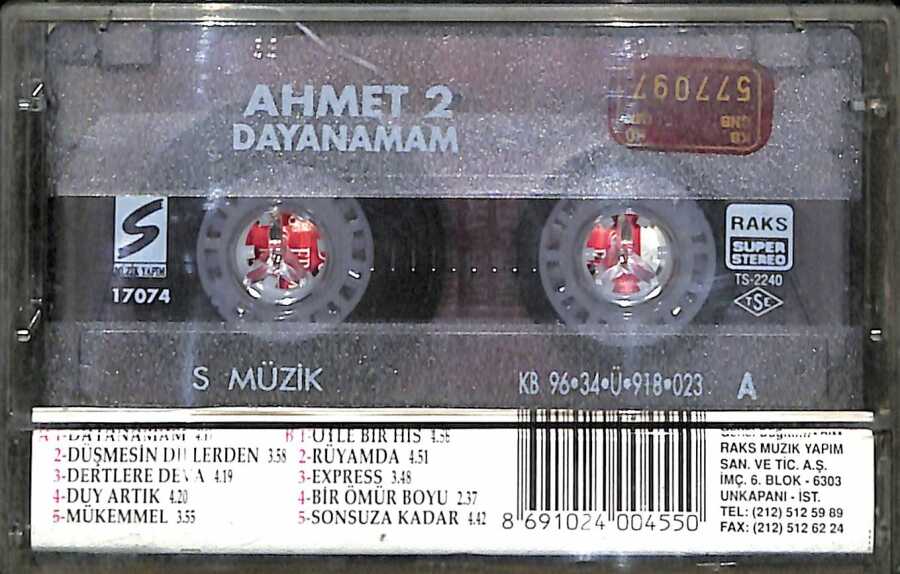 AHMET 2
DAYANAMAM
577097
KB
S
MÜZİK YAPIM
17074
RAKS
SUPER
STEREO
TS-2240
TSE
S MÜZİK
KB 96•34•Ü•918•023
A
A 1-DAYANAMAM
2-DÜŞMESİN DİLLERDEN 3.58
3-DERTLERE DEVA 4.19
4-DUY ARTIK 4.20
5-MÜKEMMEL 3.55
B 1-ÖYLE BİR HİS 4.56
2-RÜYAMDA 4.51
3-EXPRESS 3.48
4-BİR ÖMÜR BOYU 2.37
5-SONSUZA KADAR 4.42
8 691024 004550
RAKS MÜZİK YAPIM
SAN. VE TİC. A.Ş.
İMÇ. 6. BLOK - 6303
UNKAPANI - İST.
TEL: (212) 512 59 89
FAX: (212) 512 62 24